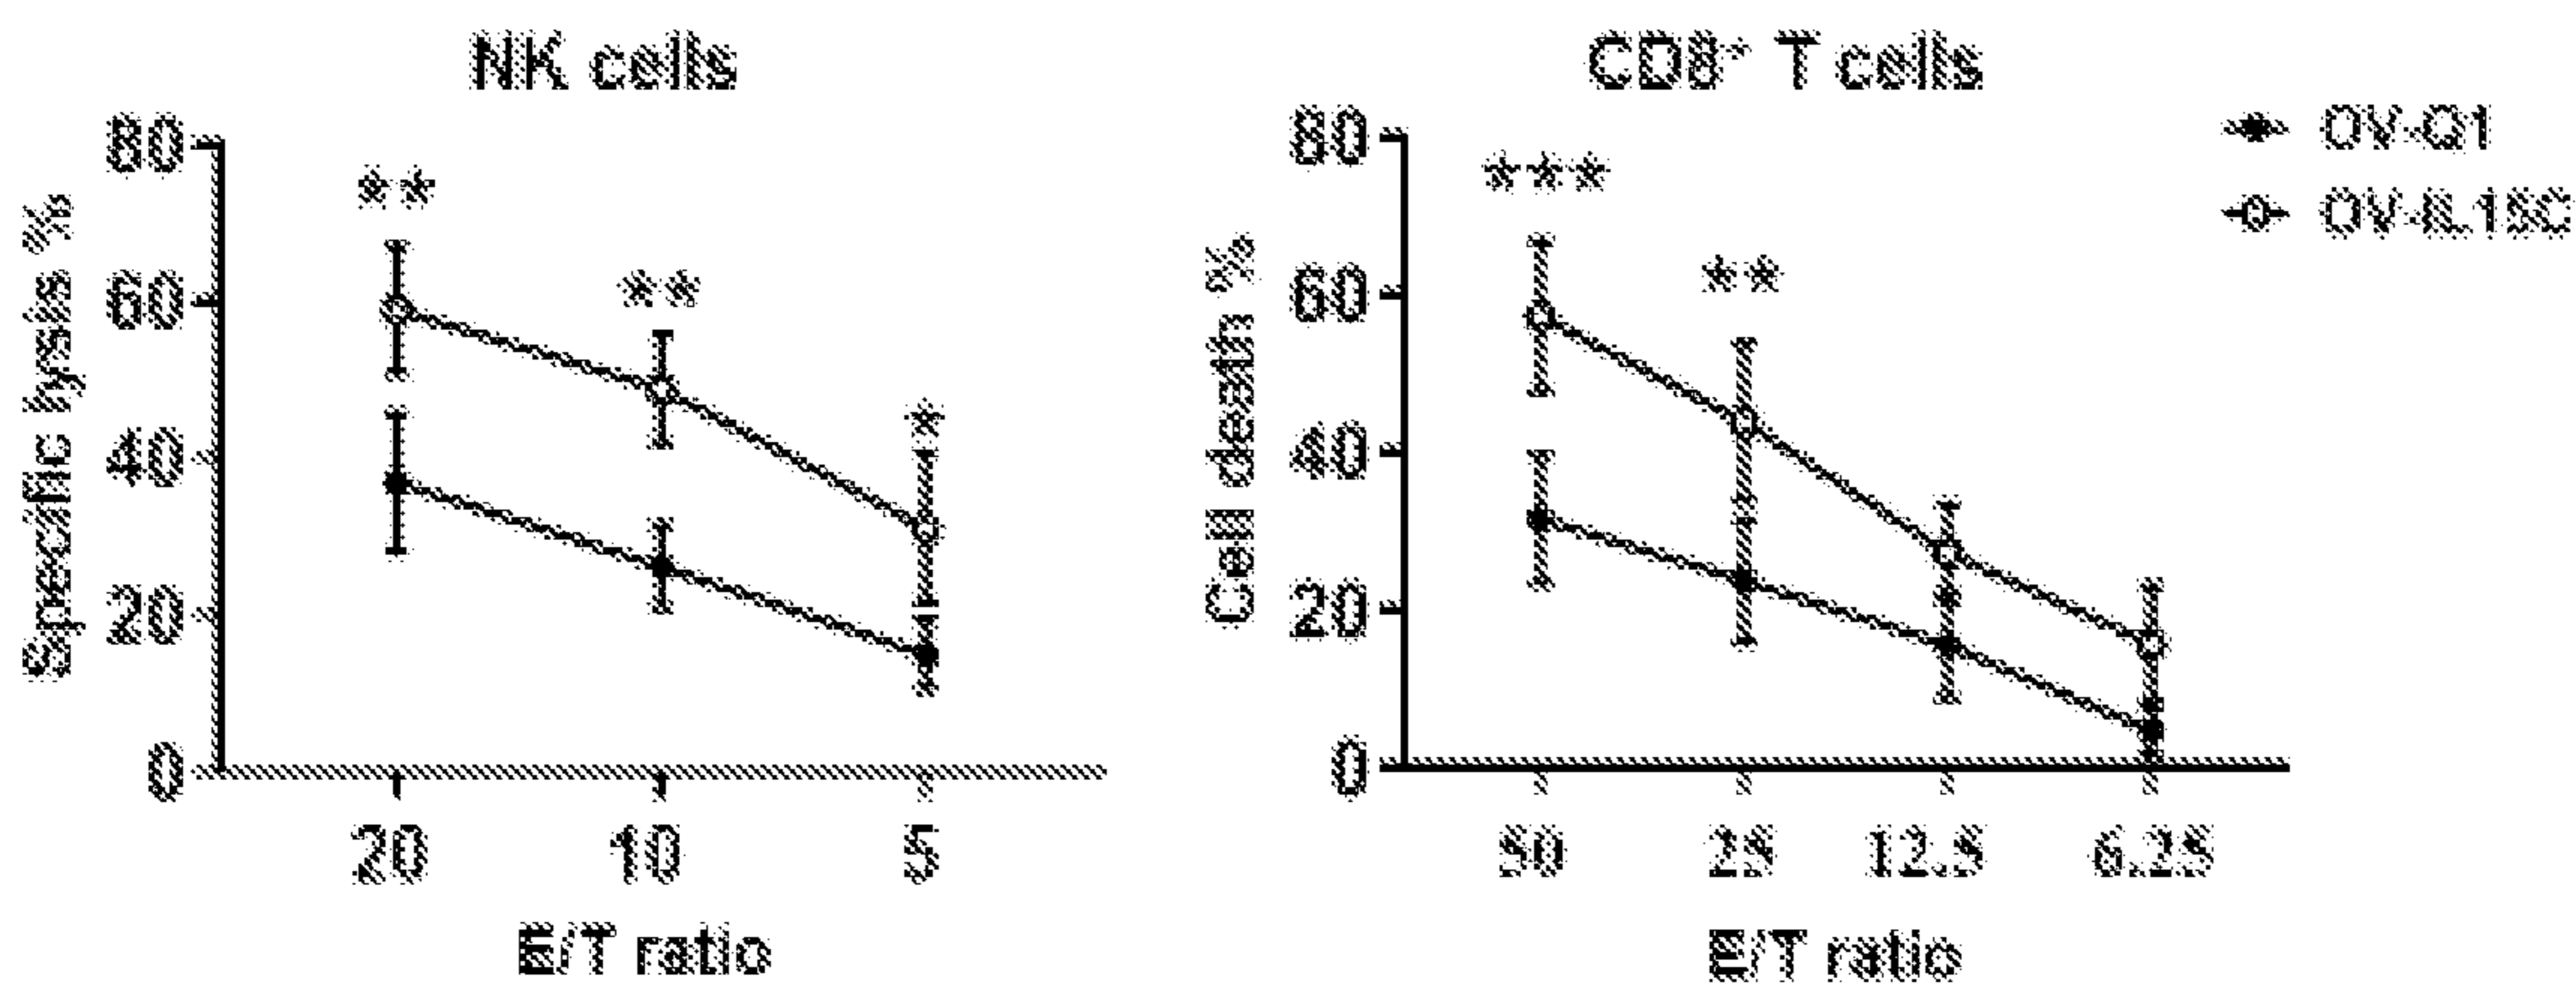 NK cells
Specific lysis %
80
60
40
20
0
**
**
*
20 10 5
E/T ratio
CD8+ T cells
Cell death %
80
60
40
20
0
***
**
50 25 12.5 6.25
E/T ratio
OV-Q1
OV-IL15C